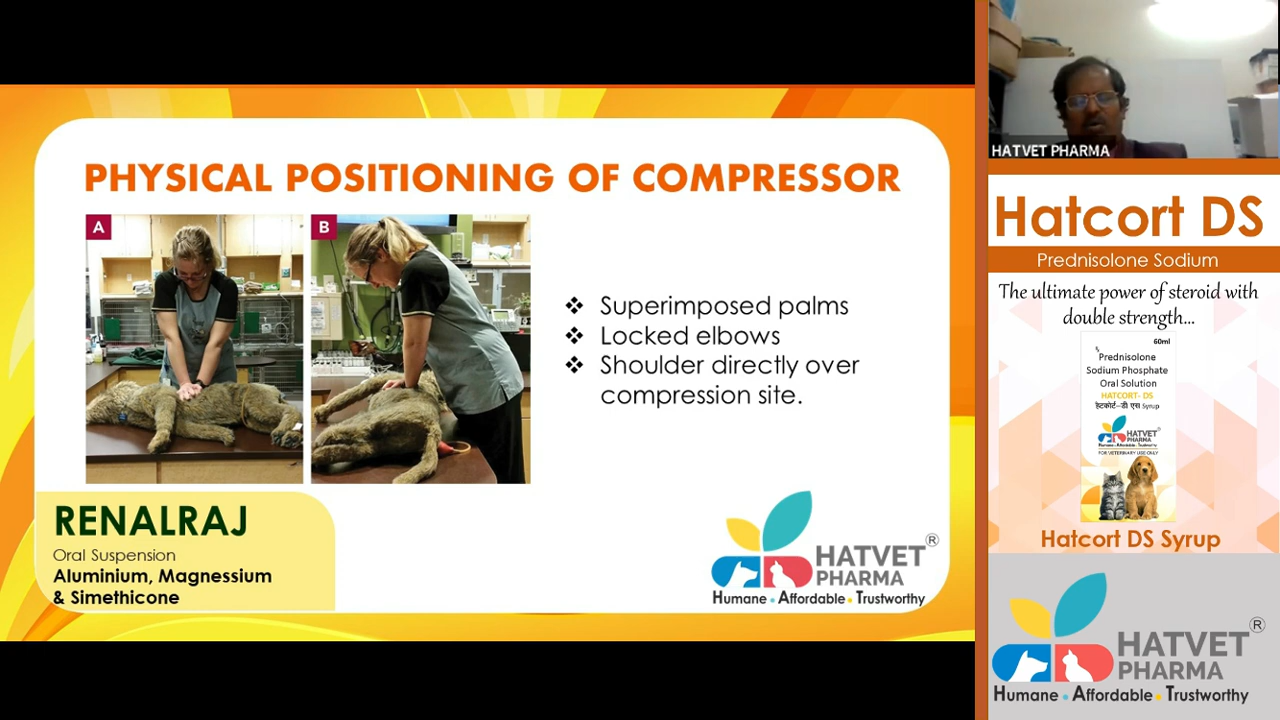 PHYSICAL POSITIONING OF COMPRESSOR
A
B
❖ Superimposed palms
❖ Locked elbows
❖ Shoulder directly over
compression site.
RENALRAJ
Oral Suspension
Aluminium, Magnessium
& Simethicone
HATVET ®
PHARMA
Humane • Affordable • Trustworthy
HATVET PHARMA
Hatcort DS
Prednisolone Sodium
The ultimate power of steroid with
double strength...
60ml
Prednisolone
Sodium Phosphate
Oral Solution
HATCORT- DS
हैटकोर्ट-डी एस Syrup
HATVET
PHARMA
Humane • Affordable • Trustworthy
FOR VETERINARY USE ONLY
Hatcort DS Syrup
HATVET ®
PHARMA
Humane • Affordable • Trustworthy